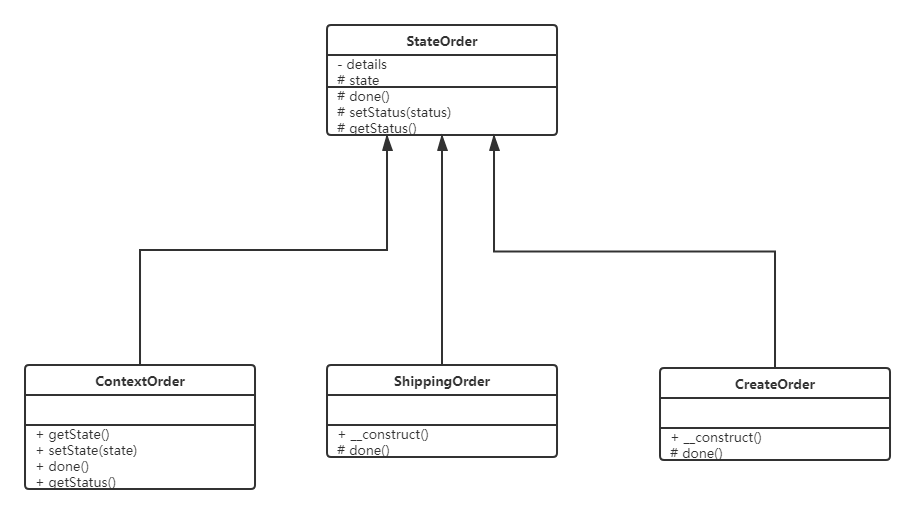 StateOrder
- details
# state
# done()
# setStatus(status)
# getStatus()
ContextOrder
+ getState()
+ setState(state)
+ done()
+ getStatus()
ShippingOrder
+ __construct()
# done()
CreateOrder
+ __construct()
# done()